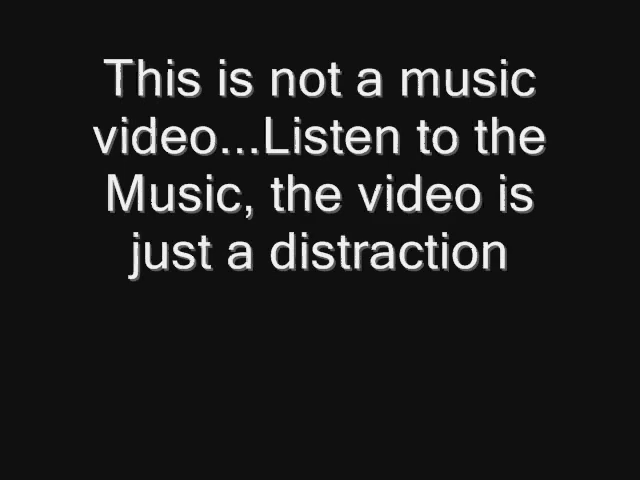 This is not a music
video...Listen to the
Music, the video is
just a distraction